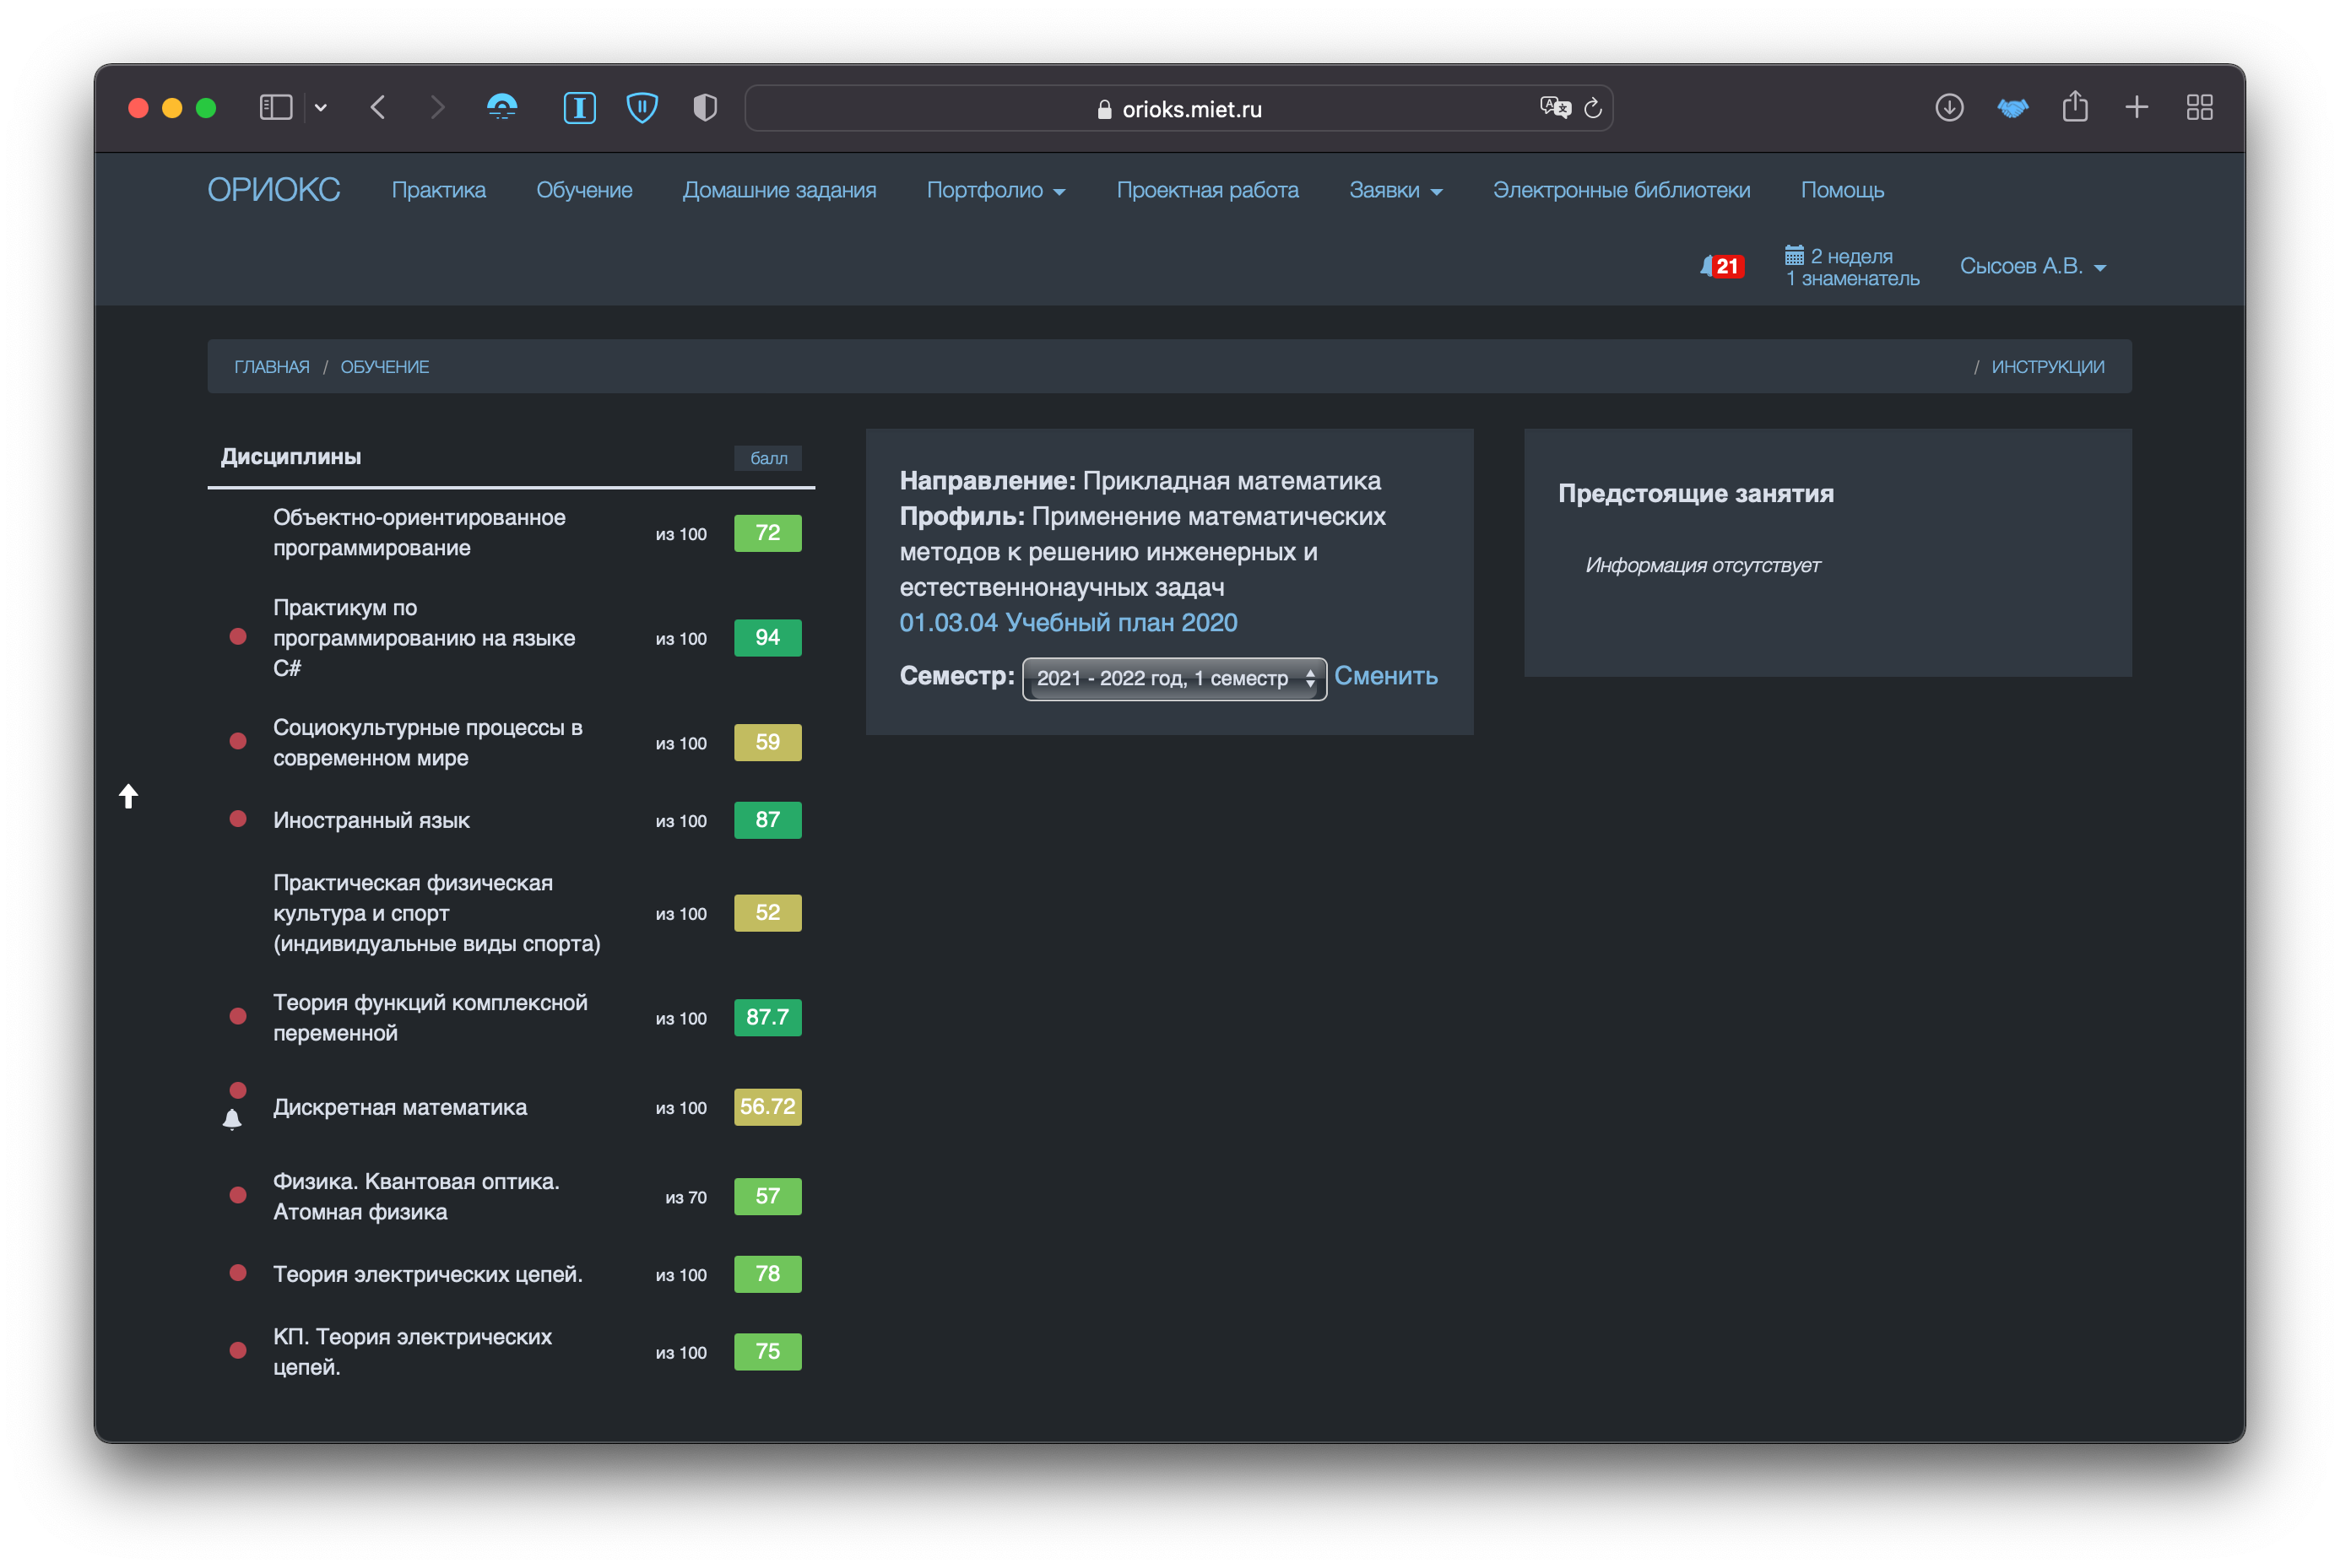 orioks.miet.ru
ОРИОКС Практика Обучение Домашние задания Портфолио Проектная работа Заявки Электронные библиотеки Помощь
21 2 неделя Сысоев А.В.
1 знаменатель
ГЛАВНАЯ / ОБУЧЕНИЕ / ИНСТРУКЦИИ
Дисциплины балл
Объектно-ориентированное
программирование
из 100 72
Практикум по
программированию на языке
C#
из 100 94
Социокультурные процессы в
современном мире
из 100 59
Иностранный язык из 100 87
Практическая физическая
культура и спорт
(индивидуальные виды спорта)
из 100 52
Теория функций комплексной
переменной
из 100 87.7
Дискретная математика из 100 56.72
Физика. Квантовая оптика.
Атомная физика
из 70 57
Теория электрических цепей. из 100 78
КП. Теория электрических
цепей.
из 100 75
Направление: Прикладная математика
Профиль: Применение математических
методов к решению инженерных и
естественнонаучных задач
01.03.04 Учебный план 2020
Семестр: 2021 - 2022 год, 1 семестр Сменить
Предстоящие занятия
Информация отсутствует